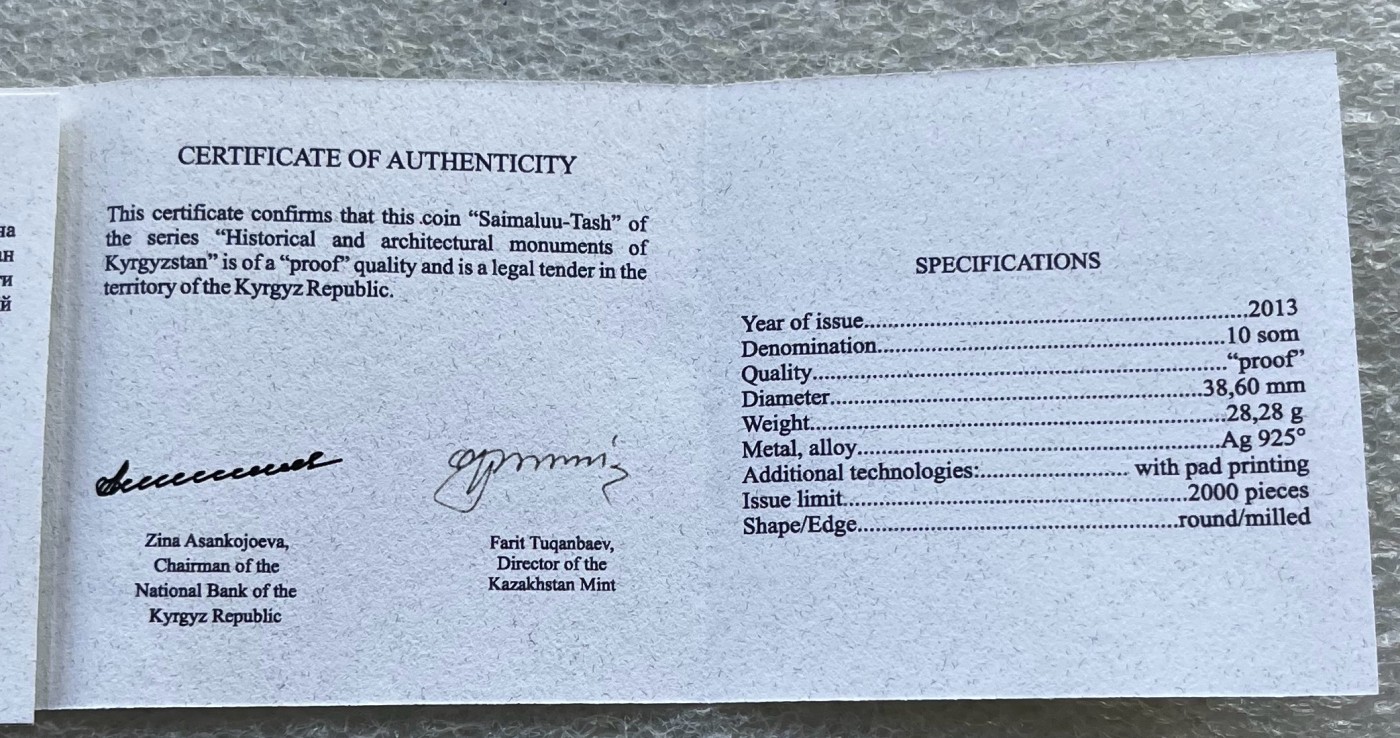 на
ан
ги
й
CERTIFICATE OF AUTHENTICITY
This certificate confirms that this coin “Saimaluu-Tash” of
the series “Historical and architectural monuments of
Kyrgyzstan” is of a “proof” quality and is a legal tender in the
territory of the Kyrgyz Republic.
Zina Asankojoeva,
Chairman of the
National Bank of the
Kyrgyz Republic
Farit Tuqanbaev,
Director of the
Kazakhstan Mint
SPECIFICATIONS
Year of issue..........2013
Denomination..........10 som
Quality..........“proof”
Diameter..........38,60 mm
Weight..........28,28 g
Metal, alloy..........Ag 925°
Additional technologies:.......... with pad printing
Issue limit..........2000 pieces
Shape/Edge..........round/milled